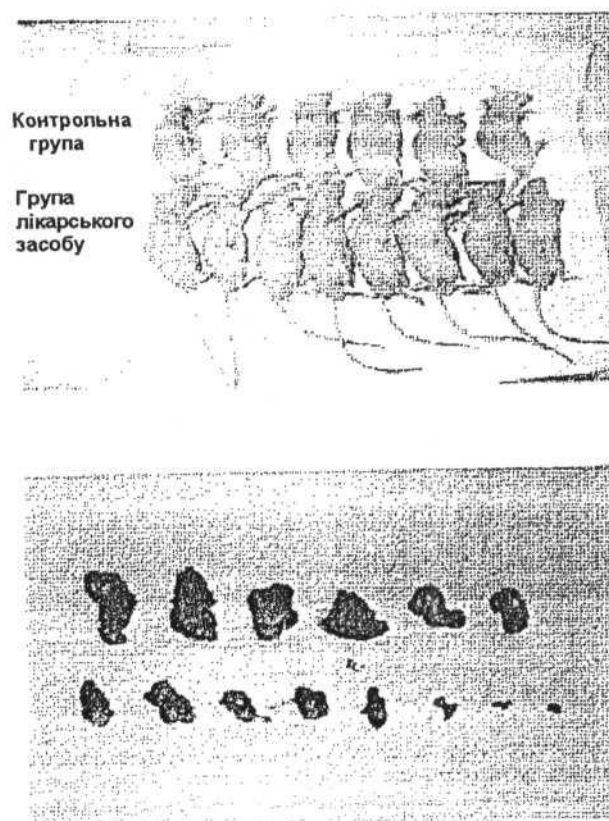 Контрольна
група
Група
лікарського
засобу